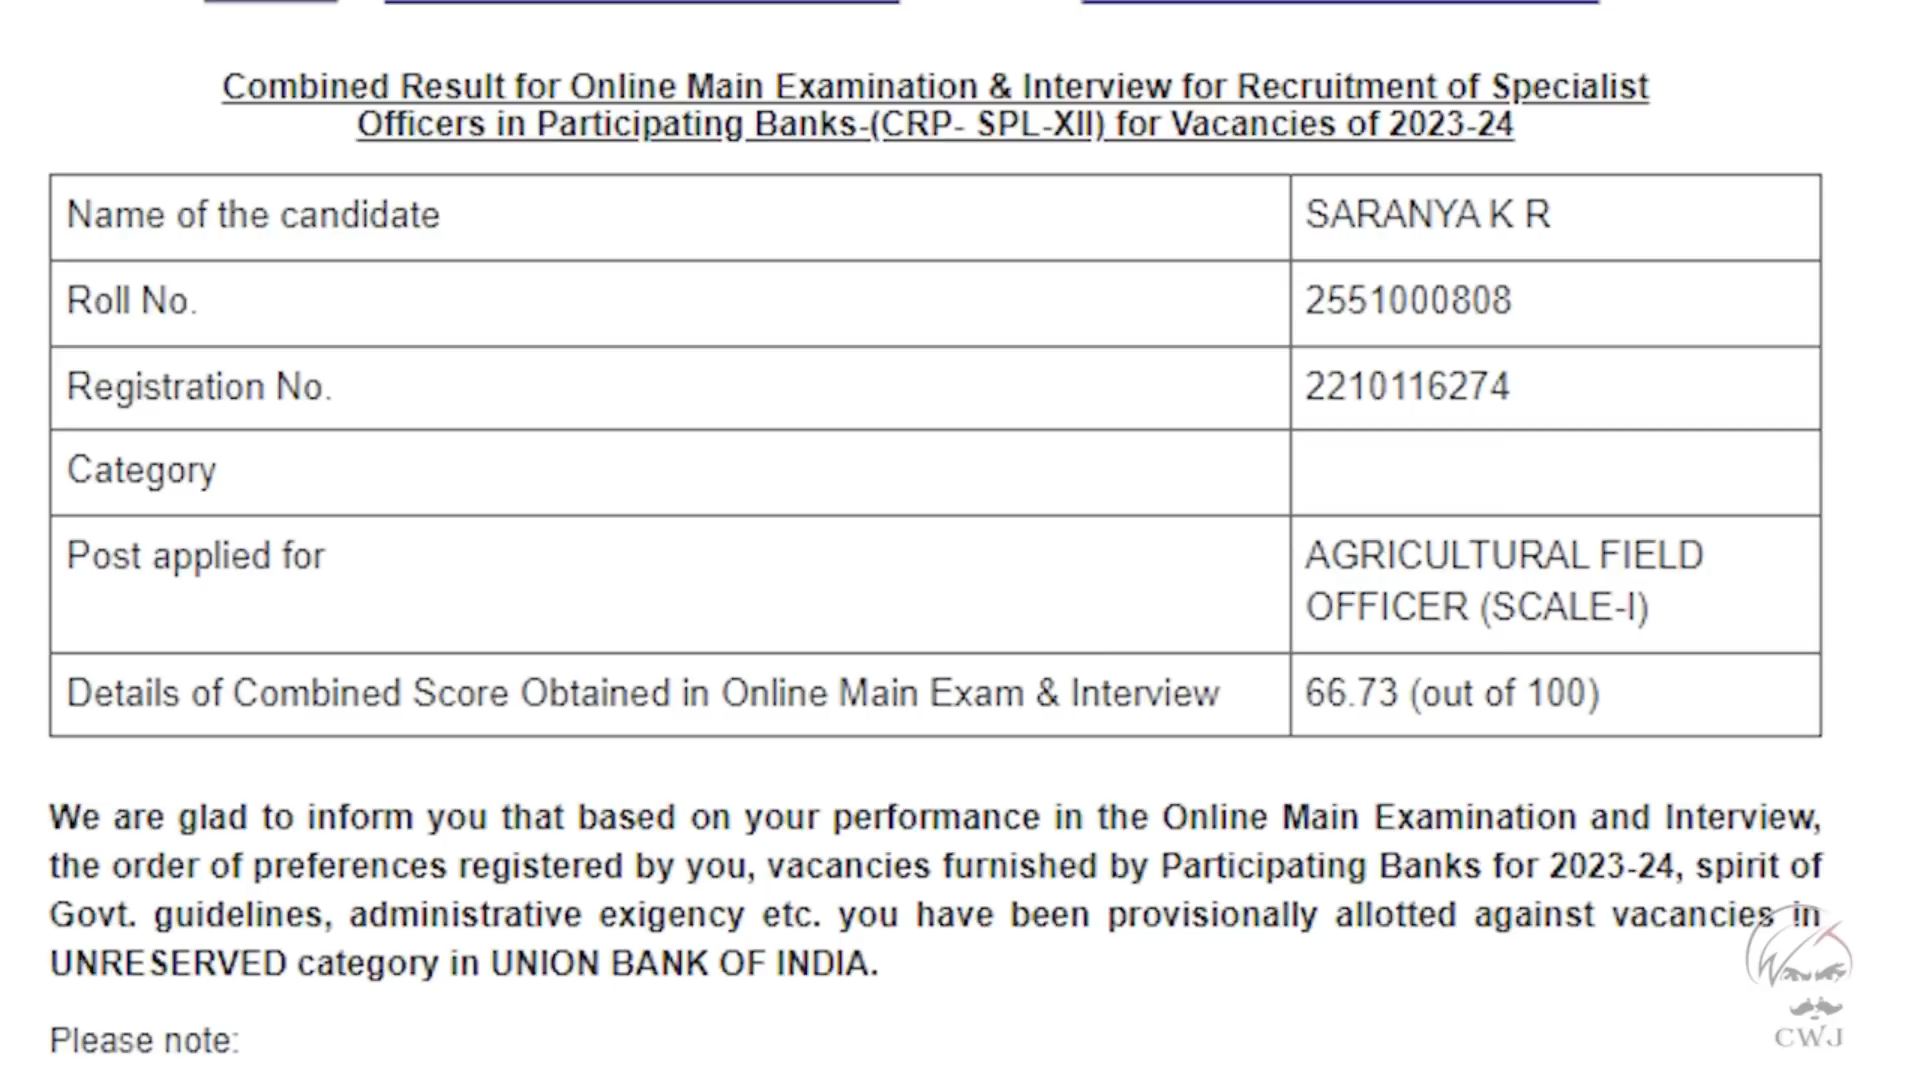 Combined Result for Online Main Examination & Interview for Recruitment of Specialist
Officers in Participating Banks-(CRP- SPL-XII) for Vacancies of 2023-24
Name of the candidate SARANYA K R
Roll No. 2551000808
Registration No. 2210116274
Category
Post applied for AGRICULTURAL FIELD
OFFICER (SCALE-I)
Details of Combined Score Obtained in Online Main Exam & Interview 66.73 (out of 100)
We are glad to inform you that based on your performance in the Online Main Examination and Interview,
the order of preferences registered by you, vacancies furnished by Participating Banks for 2023-24, spirit of
Govt. guidelines, administrative exigency etc. you have been provisionally allotted against vacancies in
UNRESERVED category in UNION BANK OF INDIA.
Please note:
CWJ